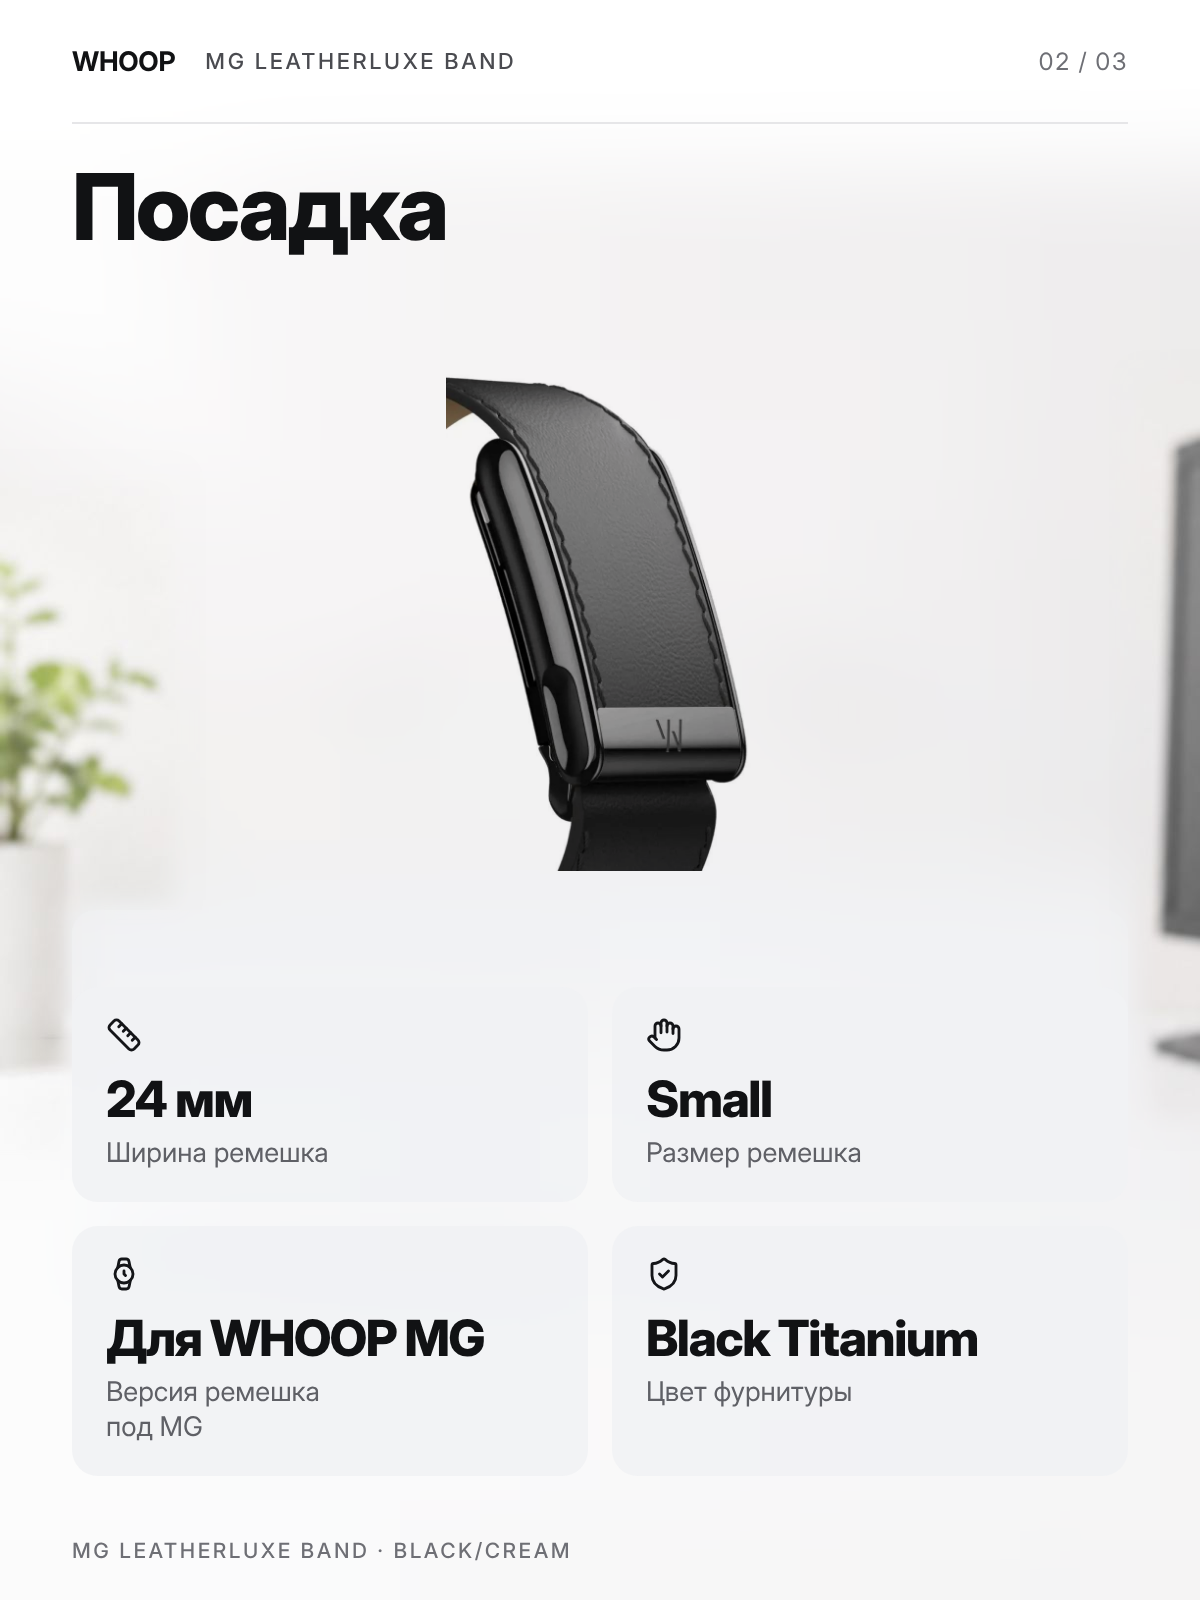 WHOOP MG LEATHERLUXE BAND 02 / 03
Посадка
24 мм
Ширина ремешка
Small
Размер ремешка
Для WHOOP MG
Версия ремешка
под MG
Black Titanium
Цвет фурнитуры
MG LEATHERLUXE BAND · BLACK/CREAM